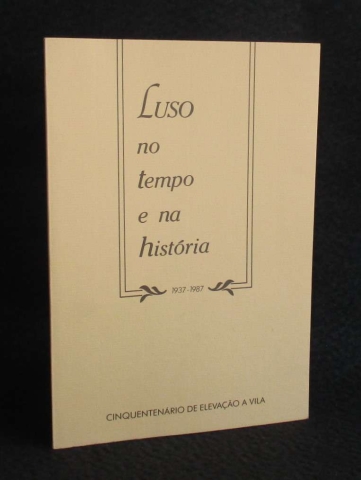 LUSO
no
tempo
e na
história
1937-1987
CINQUENTENÁRIO DE ELEVAÇÃO A VILA